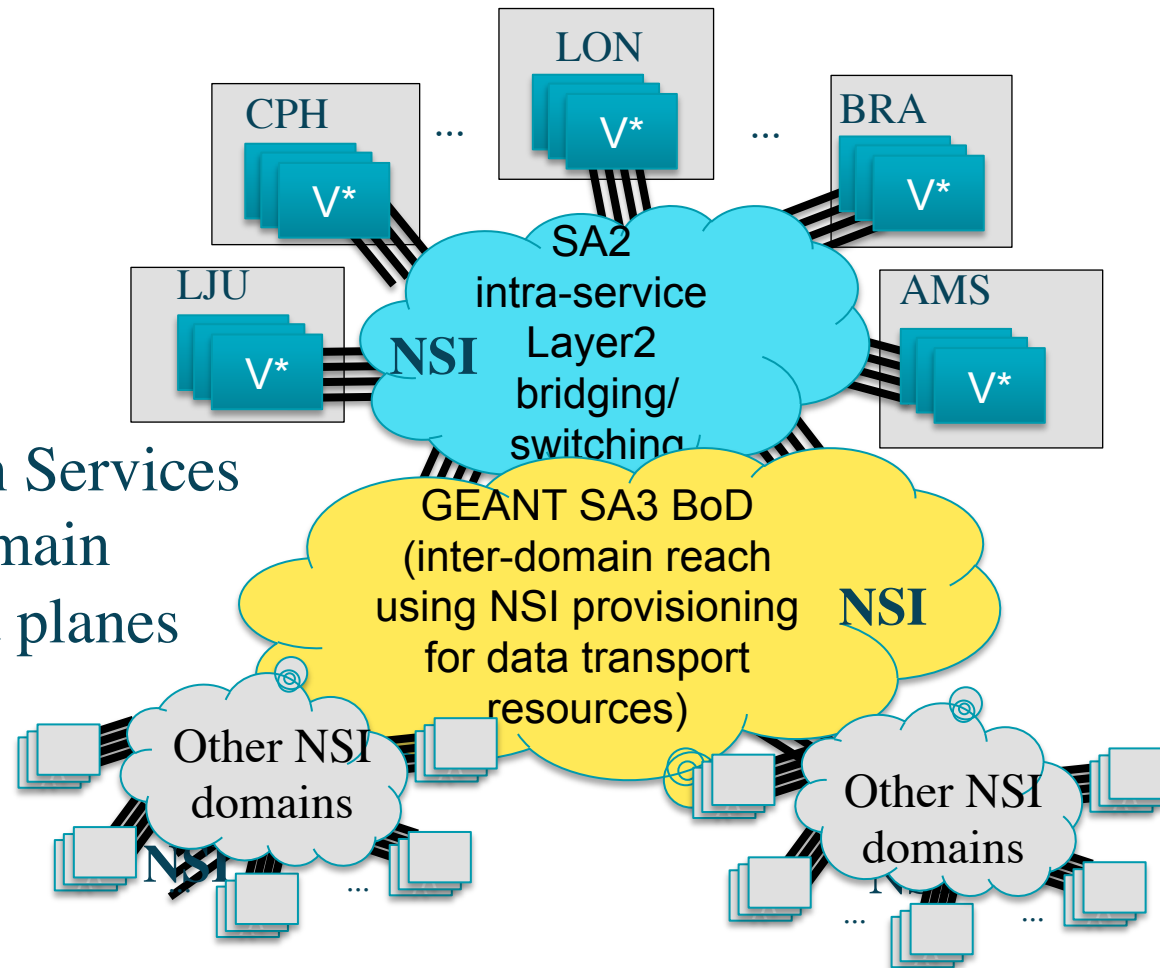 LON
CPH
...
V*
...
BRA
V*
V*
SA2
intra-service
Layer2
bridging/
switching
NSI
LJU
V*
AMS
V*
Services
main
planes
GEANT SA3 BoD
(inter-domain reach
using NSI provisioning
for data transport
resources)
NSI
Other NSI
domains
NSI
...
Other NSI
domains
...
...